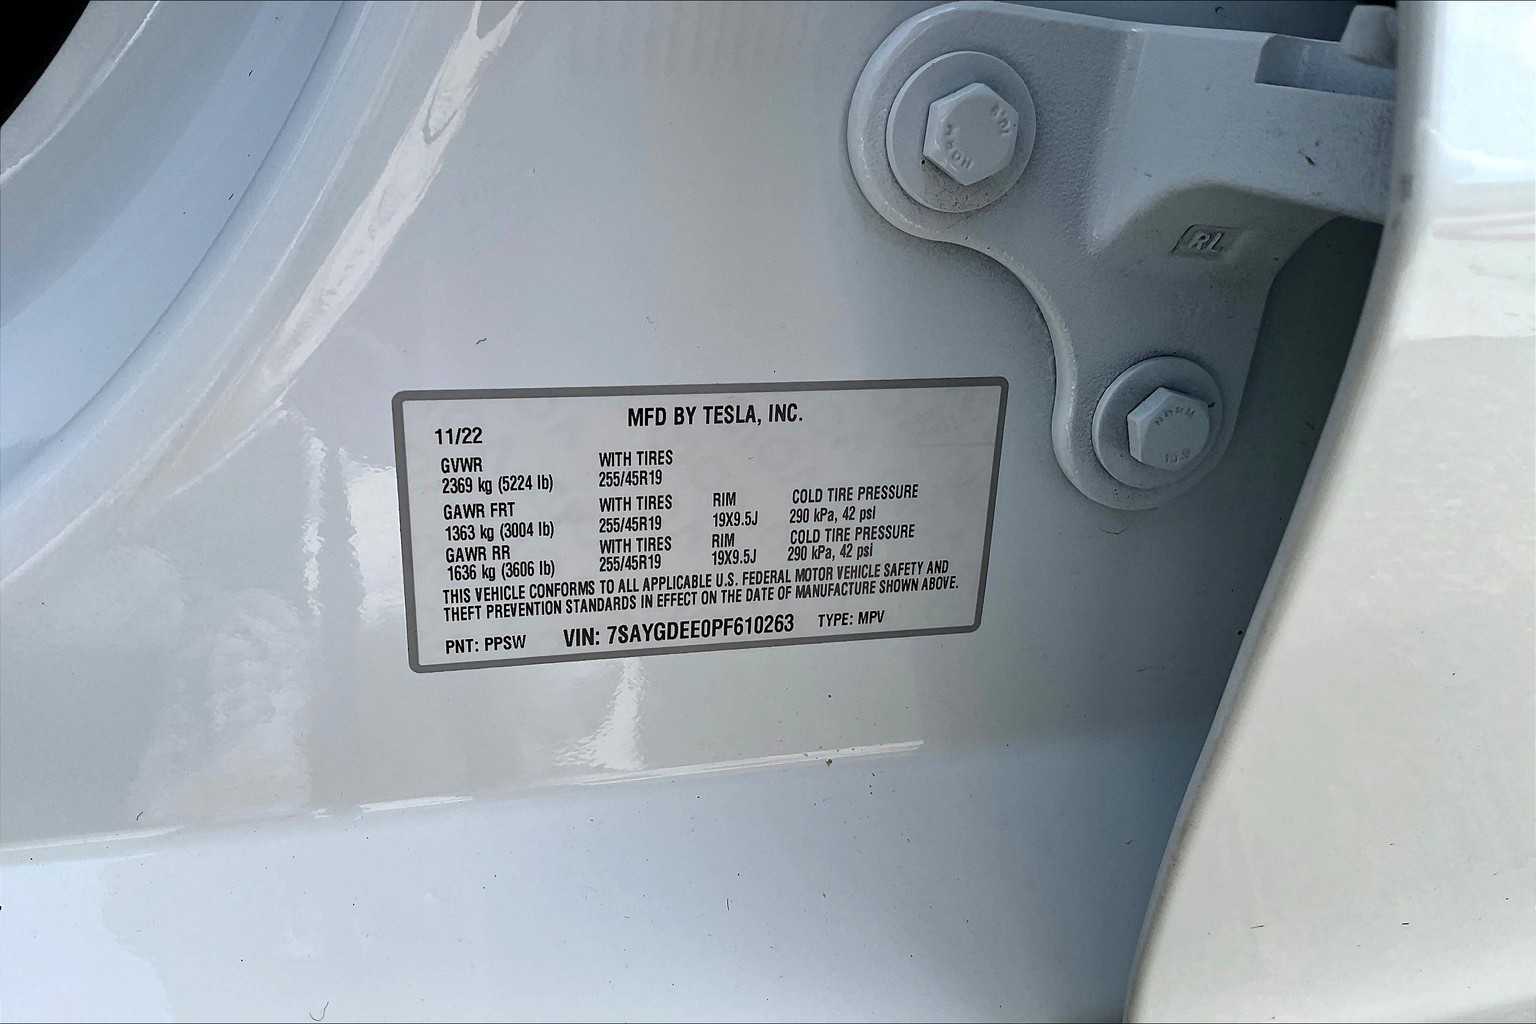 RL
MFD BY TESLA, INC.
11/22
GVWR WITH TIRES
2369 kg (5224 lb) 255/45R19
GAWR FRT WITH TIRES RIM COLD TIRE PRESSURE
1363 kg (3004 lb) 255/45R19 19X9.5J 290 kPa, 42 psi
GAWR RR WITH TIRES RIM COLD TIRE PRESSURE
1636 kg (3606 lb) 255/45R19 19X9.5J 290 kPa, 42 psi
THIS VEHICLE CONFORMS TO ALL APPLICABLE U.S. FEDERAL MOTOR VEHICLE SAFETY AND
THEFT PREVENTION STANDARDS IN EFFECT ON THE DATE OF MANUFACTURE SHOWN ABOVE.
PNT: PPSW VIN: 7SAYGDEE0PF610263 TYPE: MPV